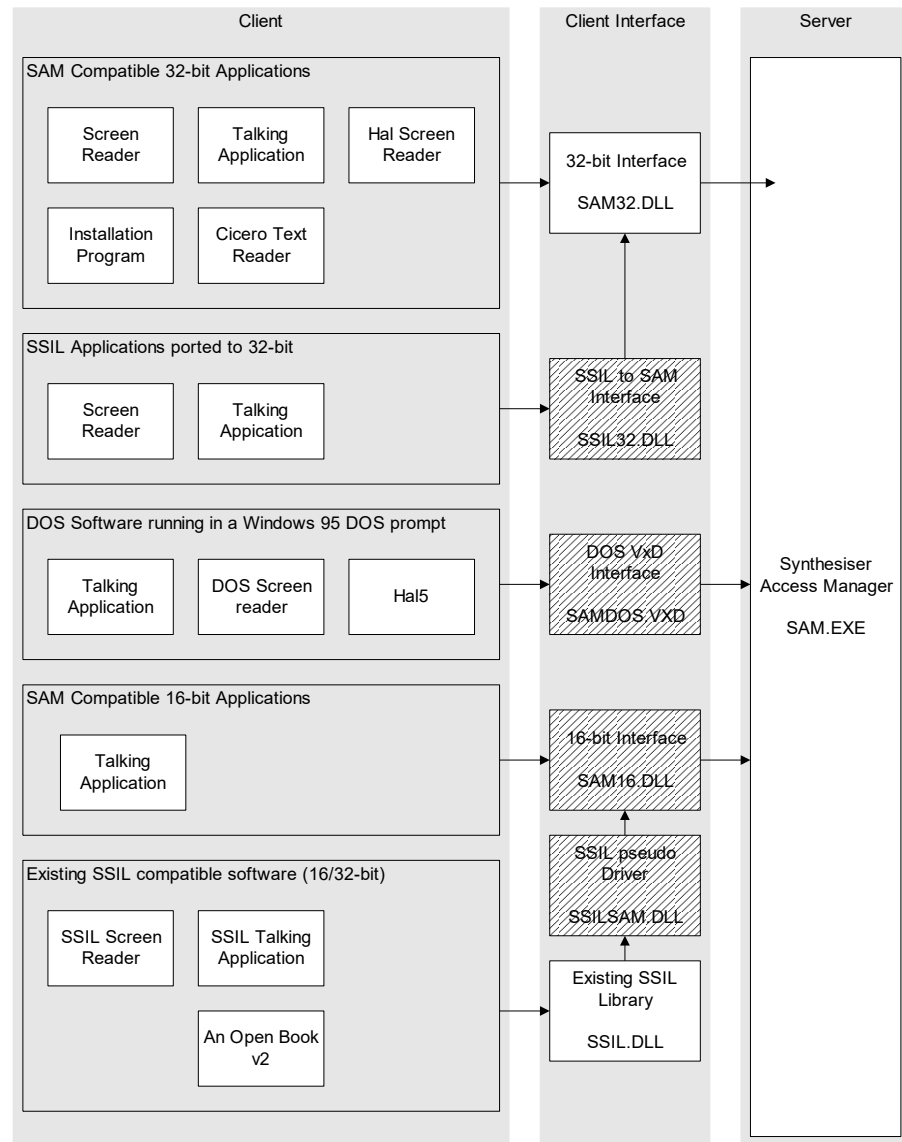 Client
Client Interface
Server
SAM Compatible 32-bit Applications
Screen
Reader
Talking
Application
Hal Screen
Reader
Installation
Program
Cicero Text
Reader
32-bit Interface
SAM32.DLL
SSIL Applications ported to 32-bit
Screen
Reader
Talking
Appication
SSIL to SAM
Interface
SSIL32.DLL
DOS Software running in a Windows 95 DOS prompt
Talking
Application
DOS Screen
reader
Hal5
DOS VxD
Interface
SAMDOS.VXD
Synthesiser
Access Manager
SAM.EXE
SAM Compatible 16-bit Applications
Talking
Application
16-bit Interface
SAM16.DLL
Existing SSIL compatible software (16/32-bit)
SSIL Screen
Reader
SSIL Talking
Application
An Open Book
v2
SSIL pseudo
Driver
SSILSAM.DLL
Existing SSIL
Library
SSIL.DLL